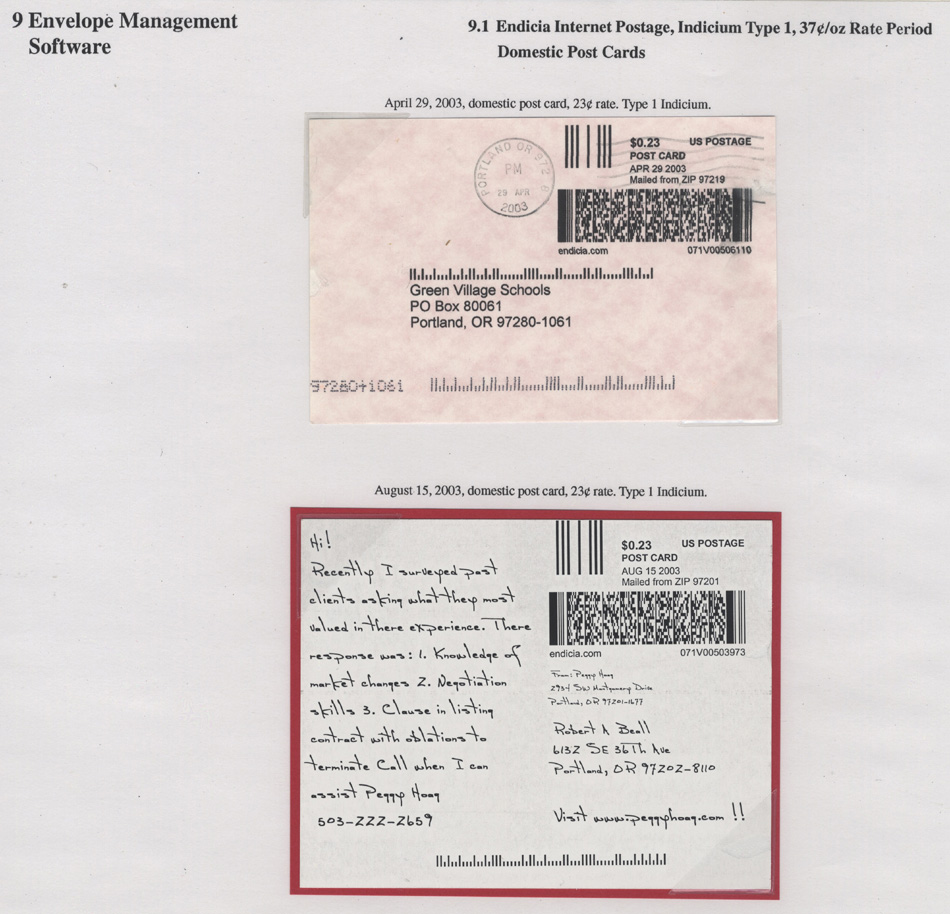 9 Envelope Management
Software
9.1 Endicia Internet Postage, Indicium Type 1, 37¢/oz Rate Period
Domestic Post Cards
April 29, 2003, domestic post card, 23¢ rate. Type 1 Indicium.
PORTLAND OR 972
PM
29 APR
2003
$0.23 US POSTAGE
POST CARD
APR 29 2003
Mailed from ZIP 97219
endicia.com 071V00506110
Green Village Schools
PO Box 80061
Portland, OR 97280-1061
97280+1061
August 15, 2003, domestic post card, 23¢ rate. Type 1 Indicium.
$0.23 US POSTAGE
POST CARD
AUG 15 2003
Mailed from ZIP 97201
endicia.com 071V00503973
Hi!
Recently I surveyed past
clients asking what they most
valued in there experience. There
response was: 1. Knowledge of
market changes 2. Negotiation
skills 3. Clause in listing
contract with oblations to
terminate Call when I can
assist Peggy Hoag
503-222-2659
From: Peggy Hoag
2934 SW Montgomery Drive
Portland, OR 97201-1677
Robert A Beall
6132 SE 36Th Ave
Portland, OR 97202-8110
Visit www.peggyhoag.com !!